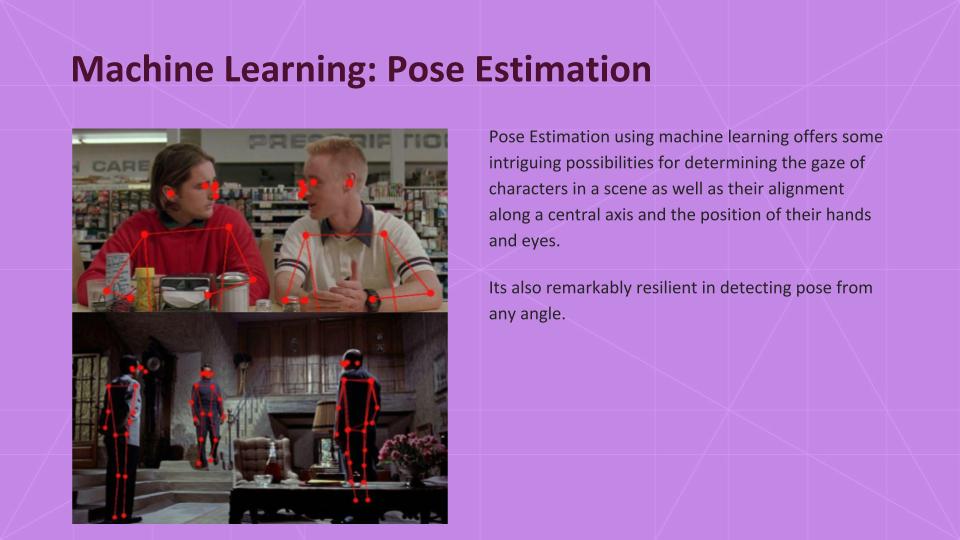 Machine Learning: Pose Estimation
PRESCRIPTION
H CARE
Pose Estimation using machine learning offers some
intriguing possibilities for determining the gaze of
characters in a scene as well as their alignment
along a central axis and the position of their hands
and eyes.
Its also remarkably resilient in detecting pose from
any angle.